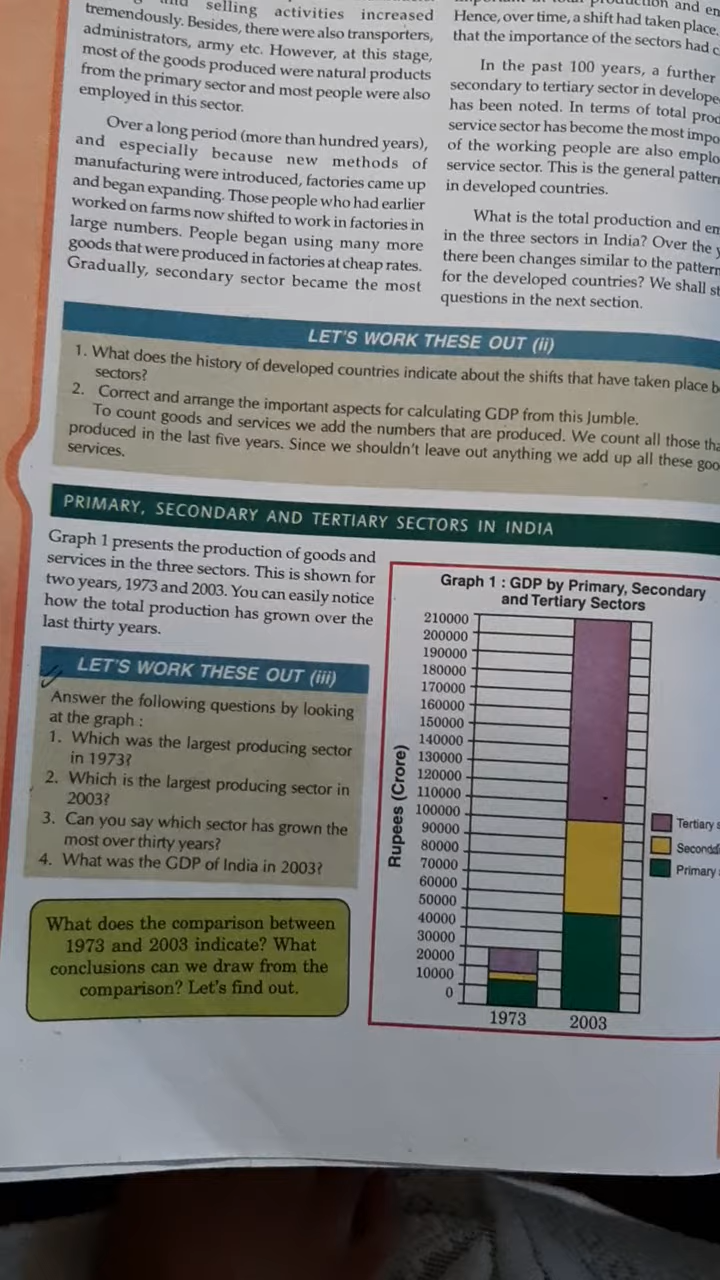 selling activities increased
tremendously. Besides, there were also transporters,
administrators, army etc. However, at this stage,
most of the goods produced were natural products
from the primary sector and most people were also
employed in this sector.
Over a long period (more than hundred years),
and especially because new methods of
manufacturing were introduced, factories came up
and began expanding. Those people who had earlier
worked on farms now shifted to work in factories in
large numbers. People began using many more
goods that were produced in factories at cheap rates.
Gradually, secondary sector became the most
and em
Hence, over time, a shift had taken place.
that the importance of the sectors had c
In the past 100 years, a further
secondary to tertiary sector in develope
has been noted. In terms of total prod
service sector has become the most impo
of the working people are also emplo
service sector. This is the general pattern
in developed countries.
What is the total production and em
in the three sectors in India? Over the y
there been changes similar to the pattern
for the developed countries? We shall st
questions in the next section.
LET'S WORK THESE OUT (ii)
1. What does the history of developed countries indicate about the shifts that have taken place b
sectors?
2. Correct and arrange the important aspects for calculating GDP from this Jumble.
To count goods and services we add the numbers that are produced. We count all those tha
produced in the last five years. Since we shouldn't leave out anything we add up all these goo
services.
PRIMARY, SECONDARY AND TERTIARY SECTORS IN INDIA
Graph 1 presents the production of goods and
services in the three sectors. This is shown for
two years, 1973 and 2003. You can easily notice
how the total production has grown over the
last thirty years.
LET'S WORK THESE OUT (iii)
Answer the following questions by looking
at the graph :
1. Which was the largest producing sector
in 1973?
2. Which is the largest producing sector in
2003?
3. Can you say which sector has grown the
most over thirty years?
4. What was the GDP of India in 2003?
What does the comparison between
1973 and 2003 indicate? What
conclusions can we draw from the
comparison? Let's find out.
Graph 1 : GDP by Primary, Secondary
and Tertiary Sectors
Rupees (Crore)
210000
200000
190000
180000
170000
160000
150000
140000
130000
120000
110000
100000
90000
80000
70000
60000
50000
40000
30000
20000
10000
0
1973 2003
Tertiary s
Seconda
Primary